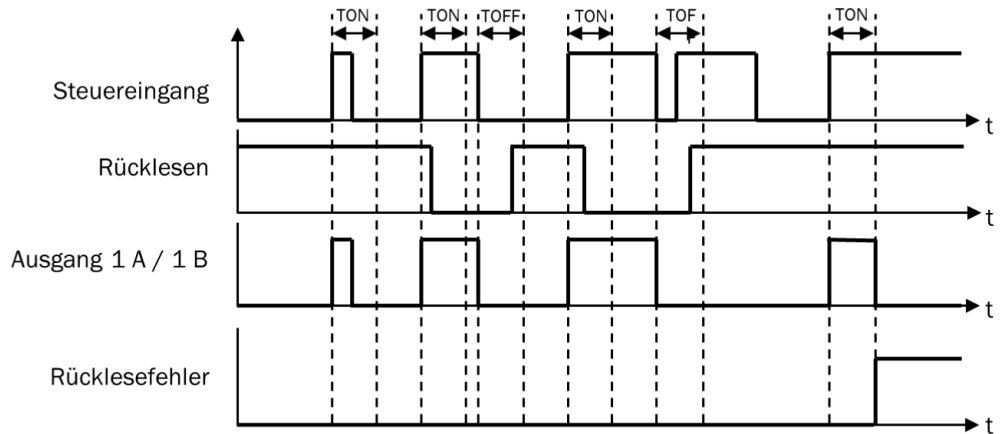 TON TON TOFF TON TOF TON
Steuereingang
t
Rücklesen
t
Ausgang 1 A / 1 B
t
Rücklesefehler
t